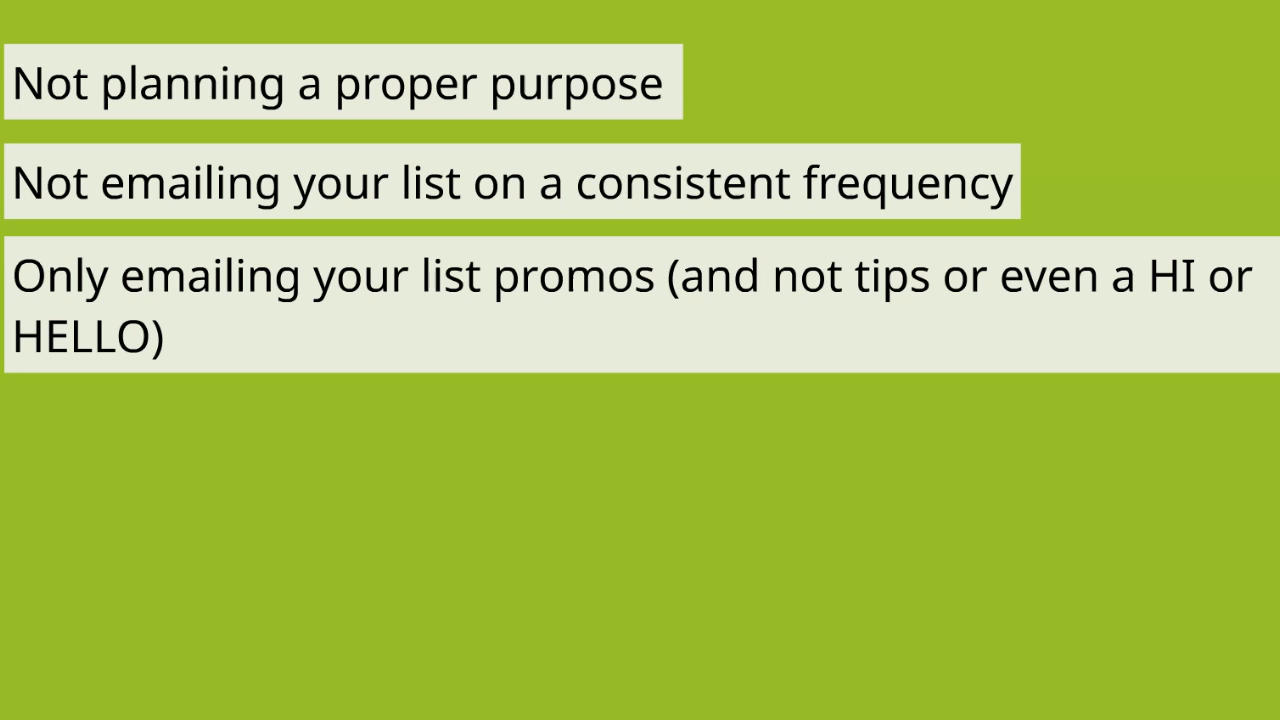 Not planning a proper purpose
Not emailing your list on a consistent frequency
Only emailing your list promos (and not tips or even a HI or
HELLO)